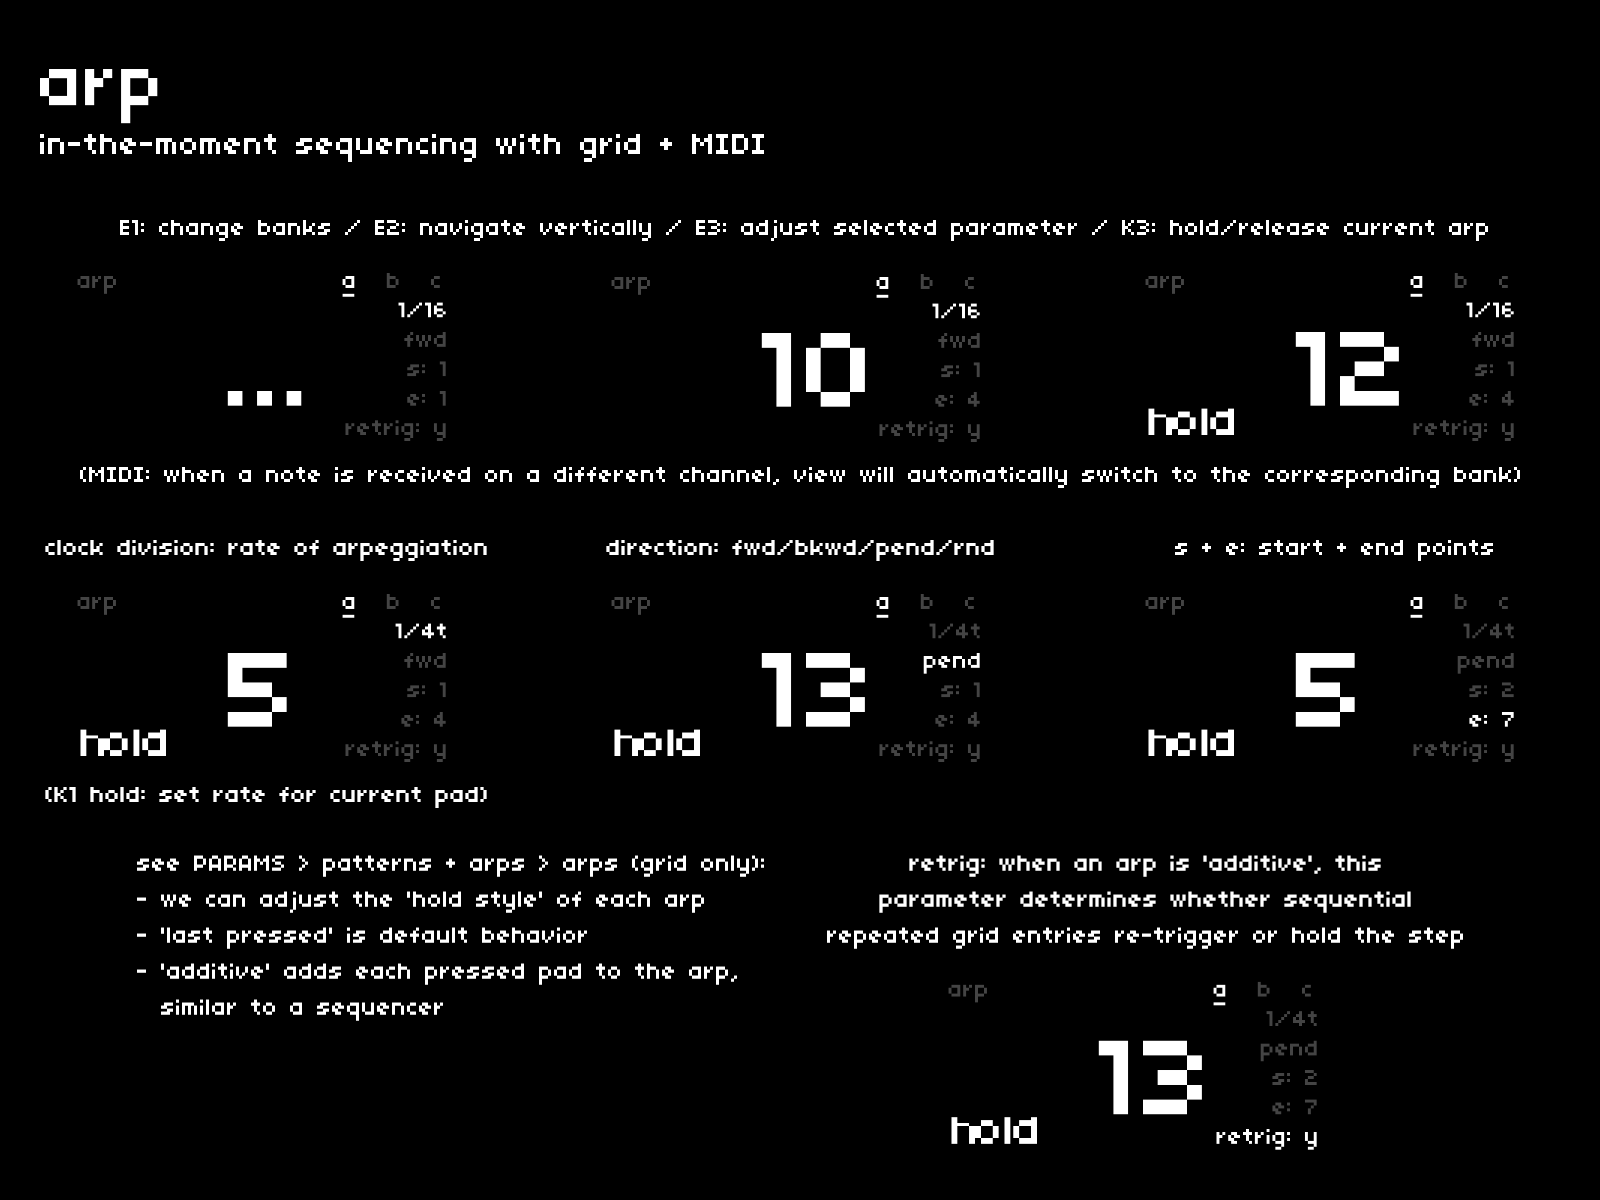 arp
in-the-moment sequencing with grid + MIDI
E1: change banks / E2: navigate vertically / E3: adjust selected parameter / K3: hold/release current arp
arp a b c
1/16
fwd
s: 1
...
e: 1
retrig: y
arp a b c
1/16
10
fwd
s: 1
e: 4
retrig: y
arp a b c
1/16
12
fwd
s: 1
e: 4
hold
retrig: y
(MIDI: when a note is received on a different channel, view will automatically switch to the corresponding bank)
clock division: rate of arpeggiation
arp a b c
1/4t
5
fwd
s: 1
e: 4
hold
retrig: y
(K1 hold: set rate for current pad)
direction: fwd/bkwd/pend/rnd
arp a b c
1/4t
13
pend
s: 1
e: 4
hold
retrig: y
s + e: start + end points
arp a b c
1/4t
5
pend
s: 2
e: 7
hold
retrig: y
see PARAMS > patterns + arps > arps (grid only):
- we can adjust the 'hold style' of each arp
- 'last pressed' is default behavior
- 'additive' adds each pressed pad to the arp,
similar to a sequencer
retrig: when an arp is 'additive', this
parameter determines whether sequential
repeated grid entries re-trigger or hold the step
arp a b c
1/4t
13
pend
s: 2
e: 7
hold
retrig: y